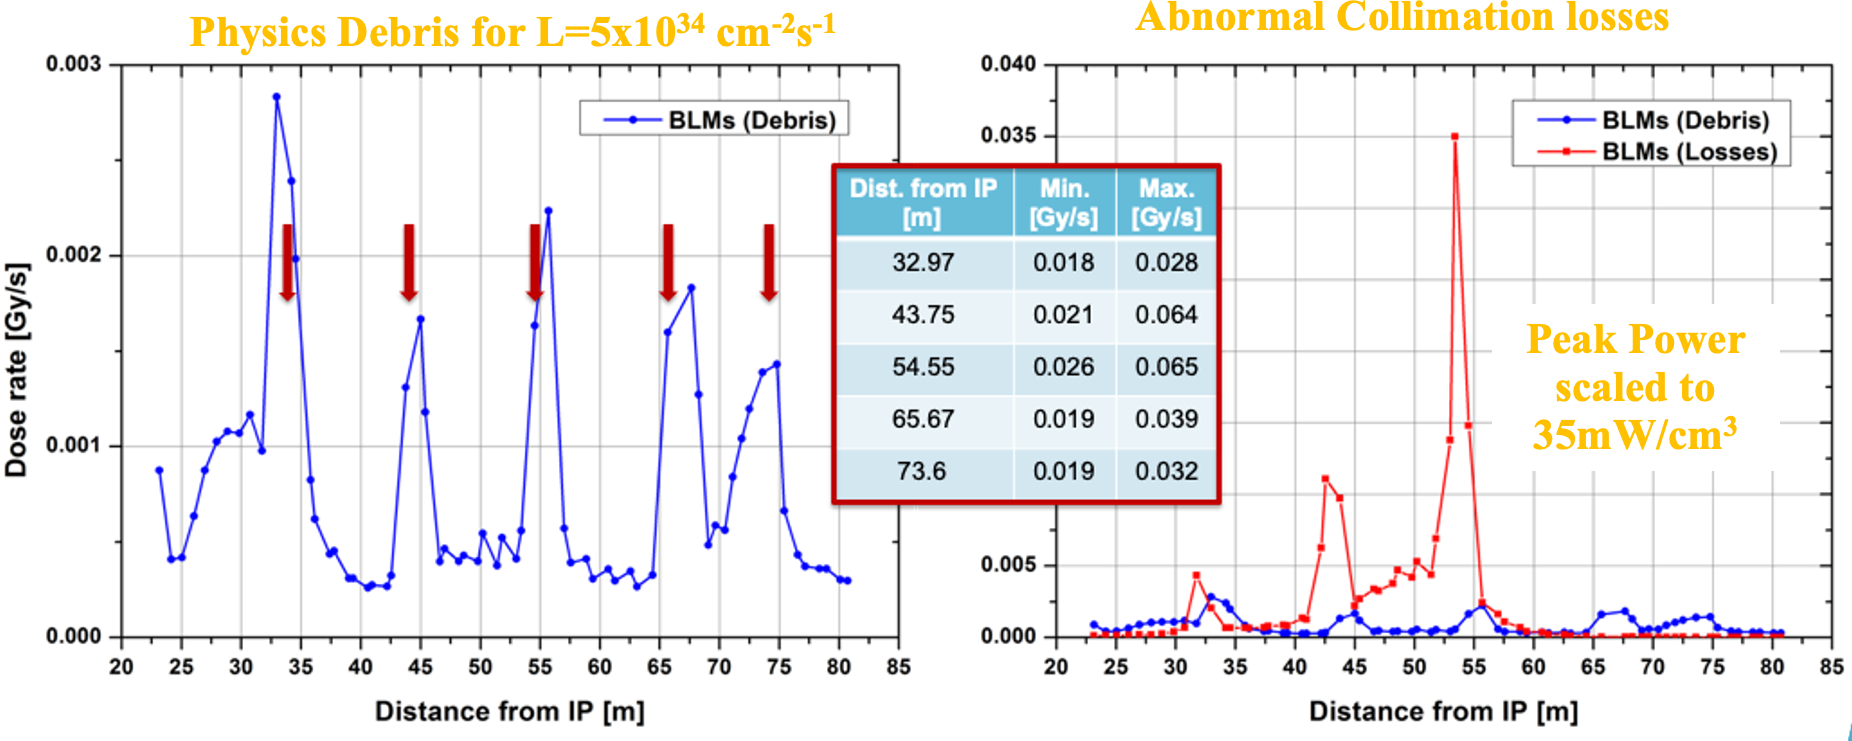 Physics Debris for L=5x10³⁴ cm⁻²s⁻¹
0.003
0.002
0.001
0.000
Dose rate [Gy/s]
BLMs (Debris)
20 25 30 35 40 45 50 55 60 65 70 75 80 85
Distance from IP [m]
Dist. from IP [m] Min. [Gy/s] Max. [Gy/s]
32.97 0.018 0.028
43.75 0.021 0.064
54.55 0.026 0.065
65.67 0.019 0.039
73.6 0.019 0.032
Abnormal Collimation losses
0.040
0.035
0.005
0.000
BLMs (Debris)
BLMs (Losses)
Peak Power
scaled to
35mW/cm³
20 25 30 35 40 45 50 55 60 65 70 75 80 85
Distance from IP [m]